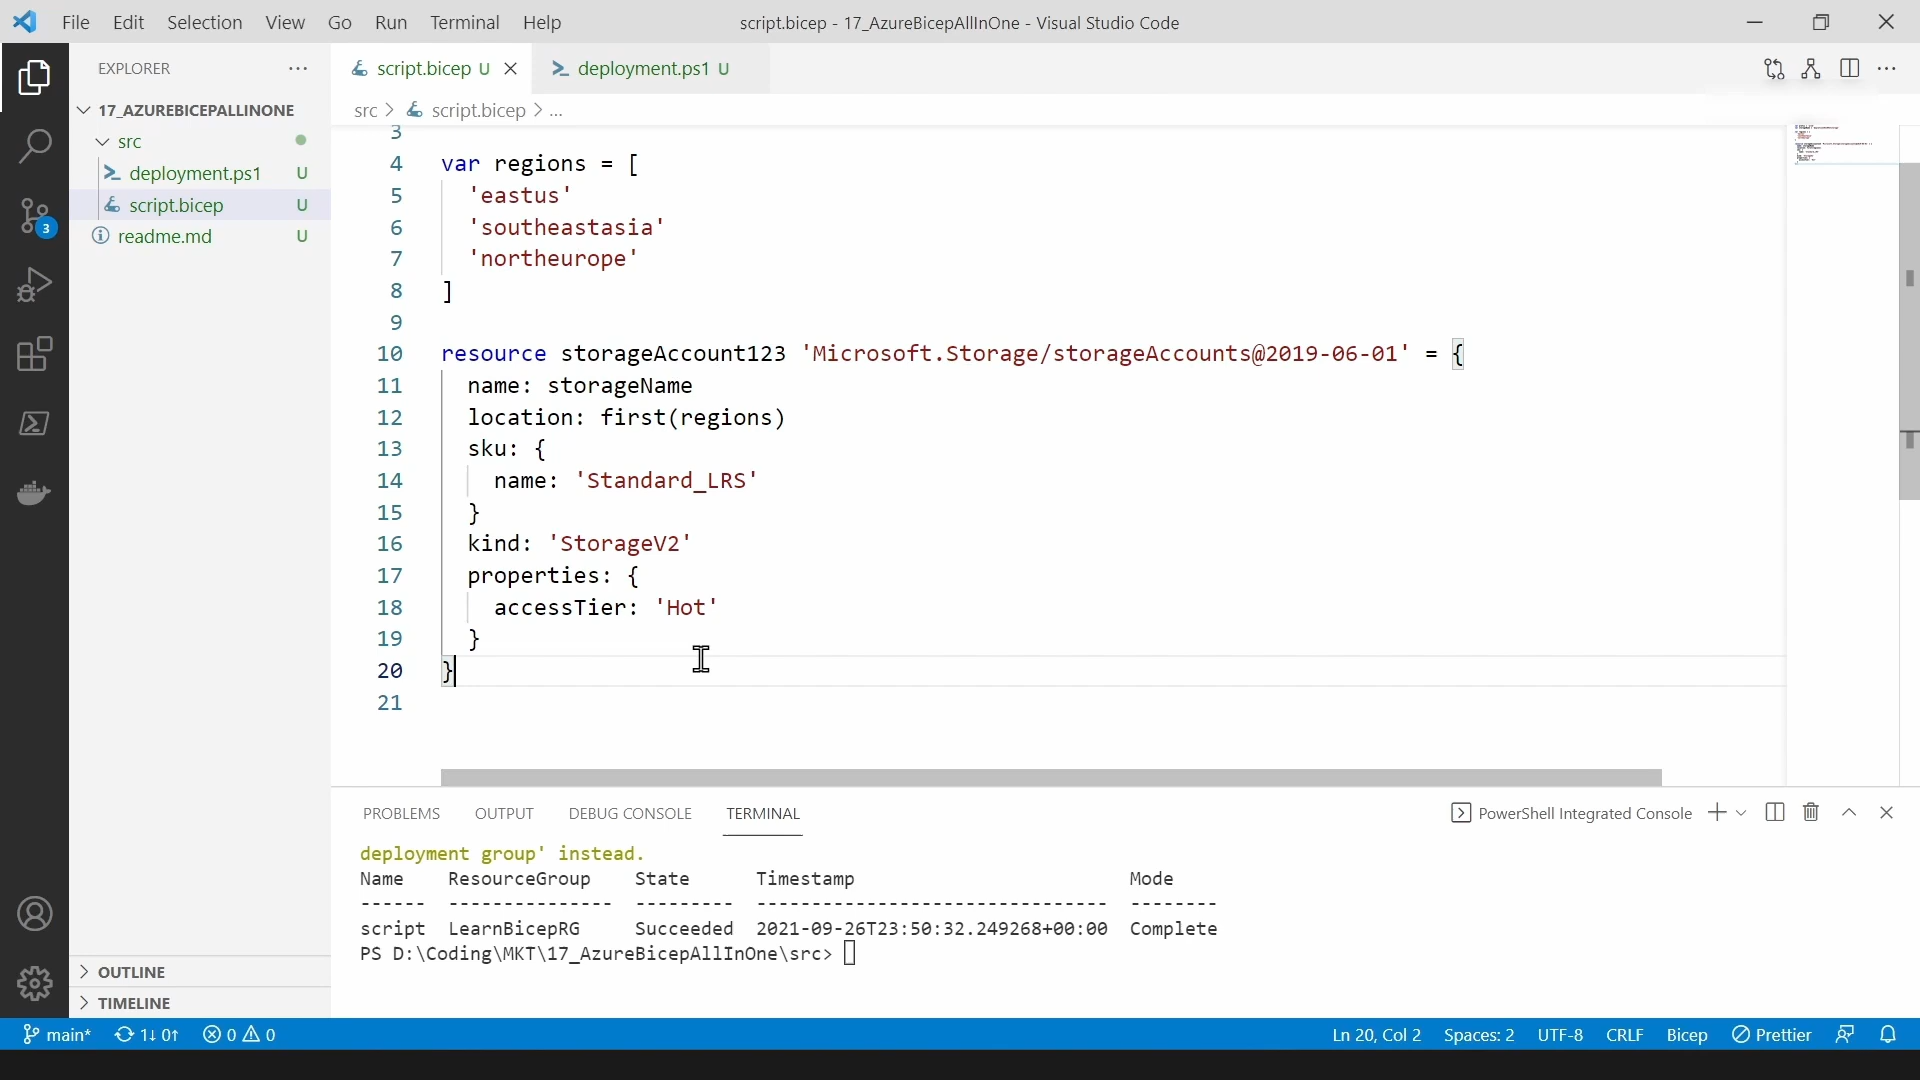 File Edit Selection View Go Run Terminal Help
script.bicep - 17_AzureBicepAllInOne - Visual Studio Code
EXPLORER
script.bicep U
deployment.ps1 U
17_AZUREBICEPALLINONE
src
deployment.ps1 U
script.bicep U
readme.md U
3
src > script.bicep > ...
3
4 var regions = [
5 'eastus'
6 'southeastasia'
7 'northeurope'
8 ]
9
10 resource storageAccount123 'Microsoft.Storage/storageAccounts@2019-06-01' = {
11 name: storageName
12 location: first(regions)
13 sku: {
14 name: 'Standard_LRS'
15 }
16 kind: 'StorageV2'
17 properties: {
18 accessTier: 'Hot'
19 }
20 }
21
PROBLEMS OUTPUT DEBUG CONSOLE TERMINAL
PowerShell Integrated Console
deployment group' instead.
Name ResourceGroup State Timestamp Mode
------ --------------- --------- -------------------------------- --------
script LearnBicepRG Succeeded 2021-09-26T23:50:32.249268+00:00 Complete
PS D:\Coding\MKT\17_AzureBicepAllInOne\src>
OUTLINE
TIMELINE
main* 1↓ 0↑ 0 0
Ln 20, Col 2 Spaces: 2 UTF-8 CRLF Bicep Prettier